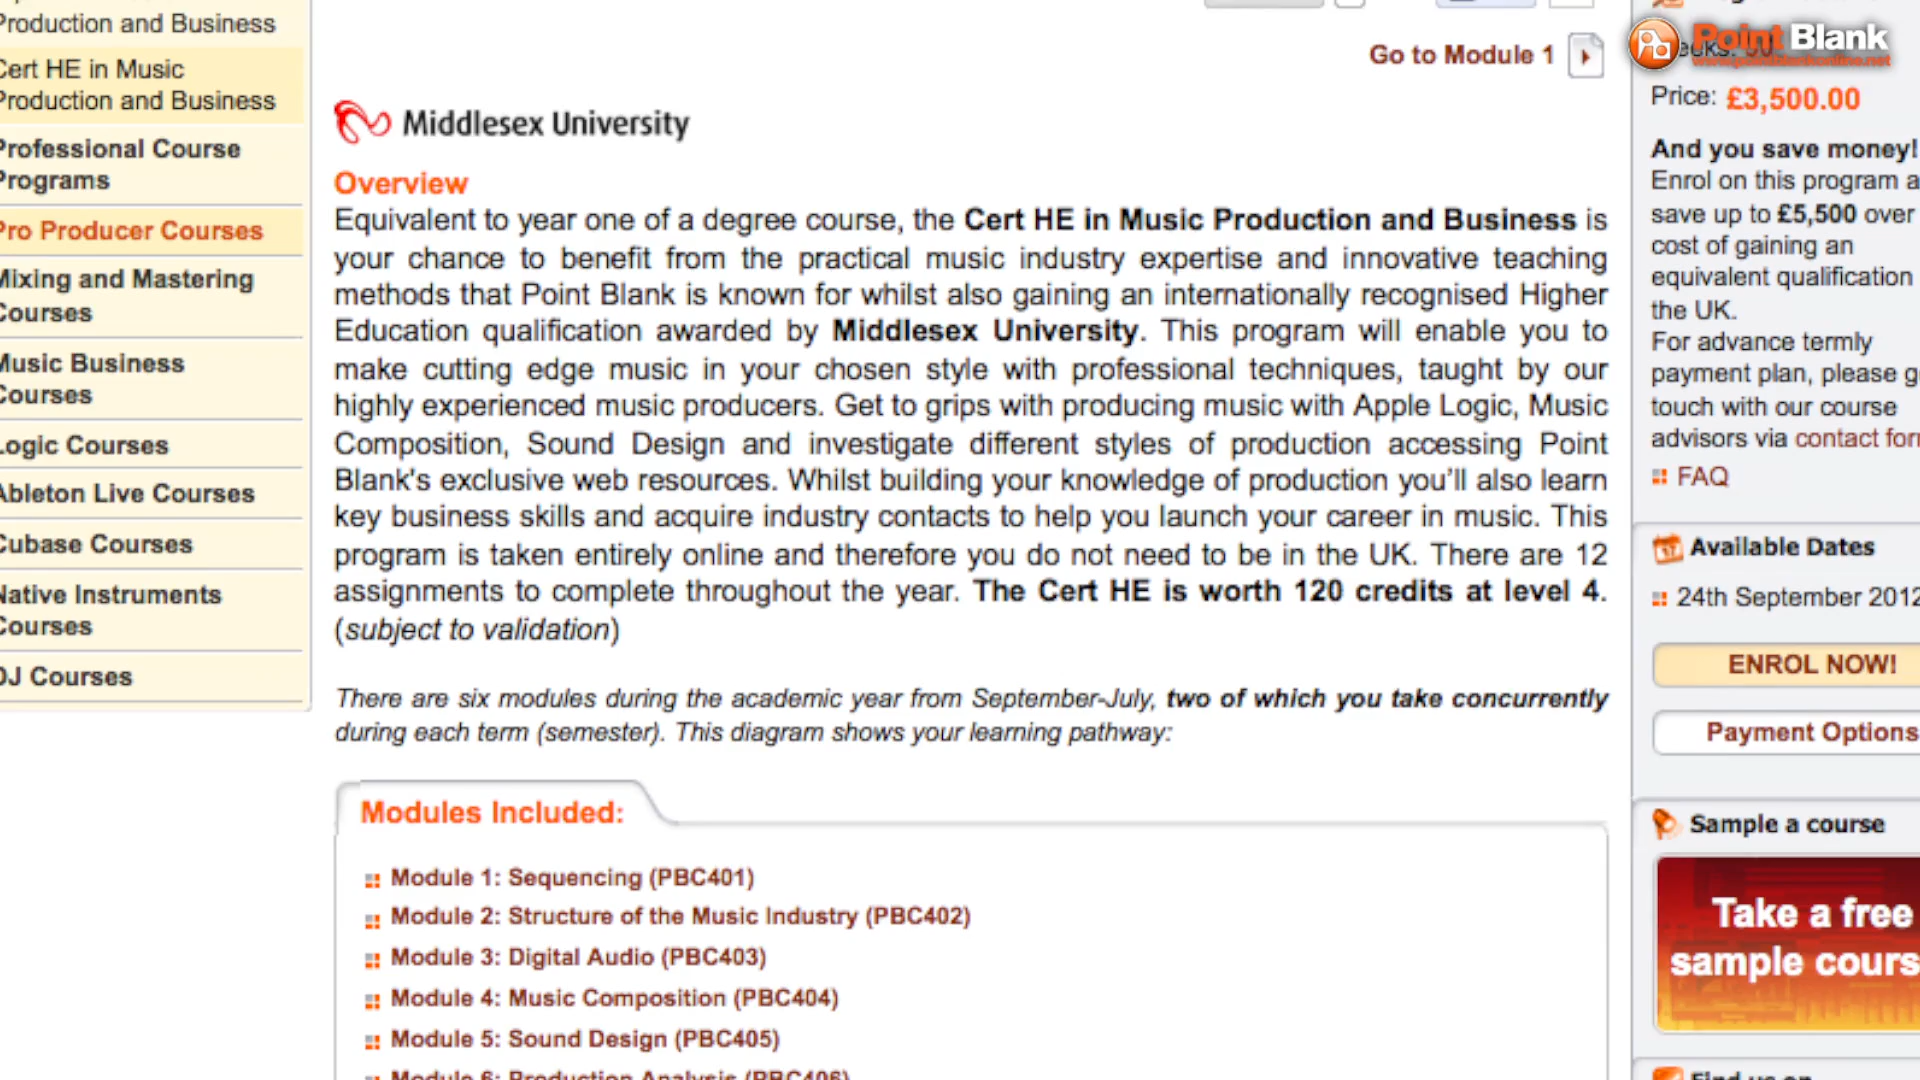 Production and Business
Cert HE in Music
Production and Business
Professional Course
Programs
Pro Producer Courses
Mixing and Mastering
Courses
Music Business
Courses
Logic Courses
Ableton Live Courses
Cubase Courses
Native Instruments
Courses
DJ Courses
Go to Module 1
Middlesex University
Overview
Equivalent to year one of a degree course, the Cert HE in Music Production and Business is
your chance to benefit from the practical music industry expertise and innovative teaching
methods that Point Blank is known for whilst also gaining an internationally recognised Higher
Education qualification awarded by Middlesex University. This program will enable you to
make cutting edge music in your chosen style with professional techniques, taught by our
highly experienced music producers. Get to grips with producing music with Apple Logic, Music
Composition, Sound Design and investigate different styles of production accessing Point
Blank's exclusive web resources. Whilst building your knowledge of production you'll also learn
key business skills and acquire industry contacts to help you launch your career in music. This
program is taken entirely online and therefore you do not need to be in the UK. There are 12
assignments to complete throughout the year. The Cert HE is worth 120 credits at level 4.
(subject to validation)
There are six modules during the academic year from September-July, two of which you take concurrently
during each term (semester). This diagram shows your learning pathway:
Modules Included:
Module 1: Sequencing (PBC401)
Module 2: Structure of the Music Industry (PBC402)
Module 3: Digital Audio (PBC403)
Module 4: Music Composition (PBC404)
Module 5: Sound Design (PBC405)
Module 6: Production Analysis (PBC406)
Point Blank
www.pointblankonline.net
Price: £3,500.00
And you save money!
Enrol on this program a
save up to £5,500 over
cost of gaining an
equivalent qualification
the UK.
For advance termly
payment plan, please g
touch with our course
advisors via contact for
FAQ
Available Dates
24th September 2012
ENROL NOW!
Payment Options
Sample a course
Take a free
sample cours
Find us on